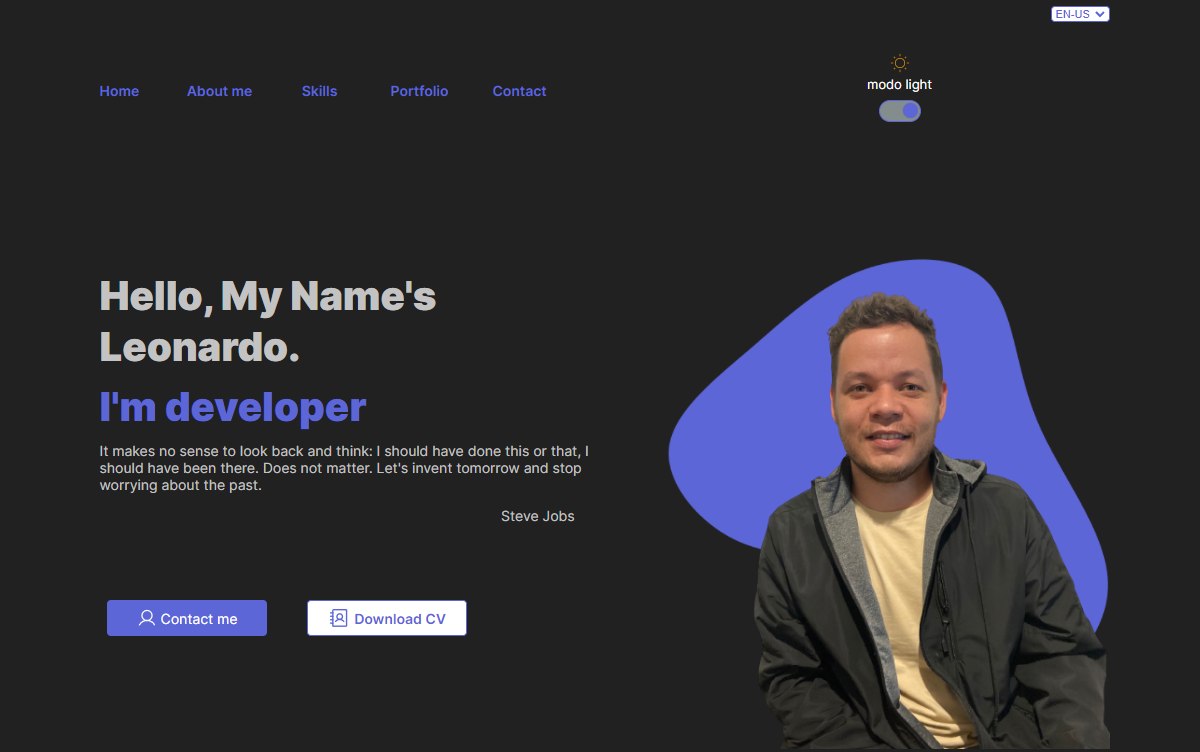 EN-US
modo light
Home About me Skills Portfolio Contact
Hello, My Name's
Leonardo.
I'm developer
It makes no sense to look back and think: I should have done this or that, I
should have been there. Does not matter. Let's invent tomorrow and stop
worrying about the past.
Steve Jobs
Contact me Download CV